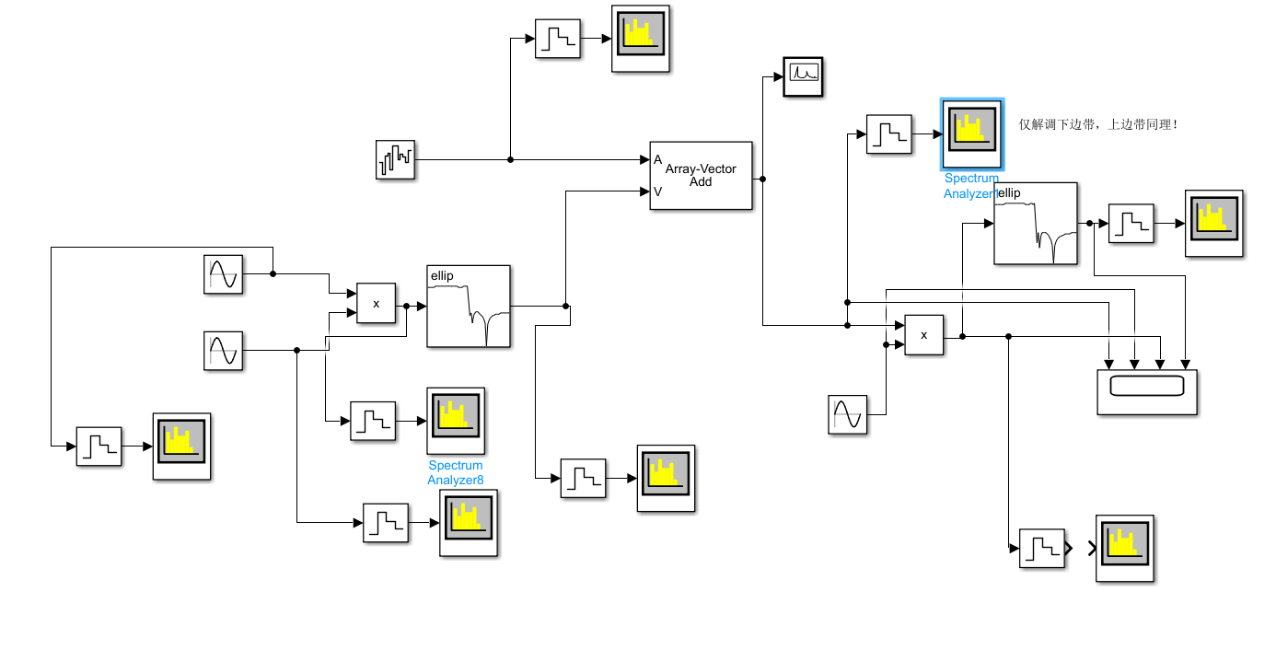 仅解调下边带，上边带同理！
A
Array-Vector
Add
V
Spectrum
Analyzer
ellip
ellip
x
x
Spectrum
Analyzer8